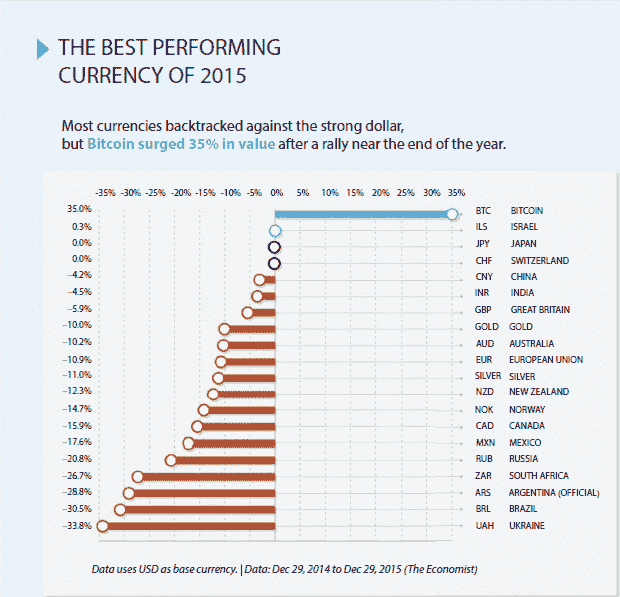 THE BEST PERFORMING
CURRENCY OF 2015
Most currencies backtracked against the strong dollar,
but Bitcoin surged 35% in value after a rally near the end of the year.
-35% -30% -25% -20% -15% -10% -5% 0% 5% 10% 15% 20% 25% 30% 35%
35.0% BTC BITCOIN
0.3% ILS ISRAEL
0.0% JPY JAPAN
0.0% CHF SWITZERLAND
-4.2% CNY CHINA
-4.5% INR INDIA
-5.9% GBP GREAT BRITAIN
-10.0% GOLD GOLD
-10.2% AUD AUSTRALIA
-10.9% EUR EUROPEAN UNION
-11.0% SILVER SILVER
-12.3% NZD NEW ZEALAND
-14.7% NOK NORWAY
-15.9% CAD CANADA
-17.6% MXN MEXICO
-20.8% RUB RUSSIA
-26.7% ZAR SOUTH AFRICA
-28.8% ARS ARGENTINA (OFFICIAL)
-30.5% BRL BRAZIL
-33.8% UAH UKRAINE
Data uses USD as base currency. | Data: Dec 29, 2014 to Dec 29, 2015 (The Economist)